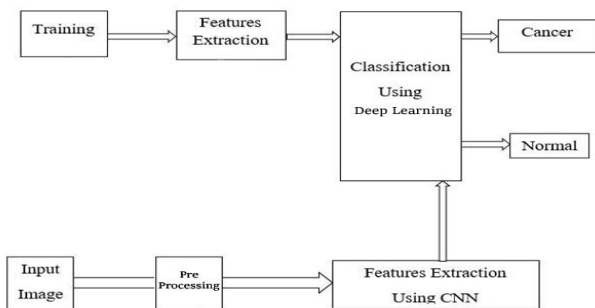 Training
Features
Extraction
Classification
Using
Deep Learning
Cancer
Normal
Input
Image
Pre
Processing
Features Extraction
Using CNN